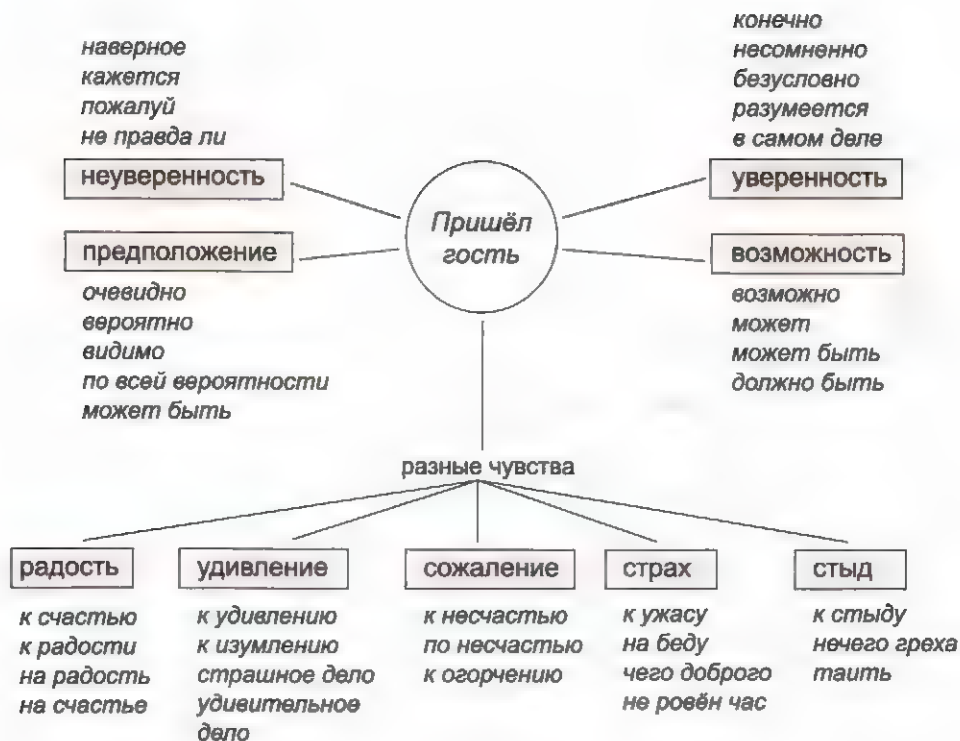 наверное
кажется
пожалуй
не правда ли
неуверенность
предположение
очевидно
вероятно
видимо
по всей вероятности
может быть
Пришёл
гость
конечно
несомненно
безусловно
разумеется
в самом деле
уверенность
возможность
возможно
может
может быть
должно быть
разные чувства
радость
к счастью
к радости
на радость
на счастье
удивление
к удивлению
к изумлению
страшное дело
удивительное
дело
сожаление
к несчастью
по несчастью
к огорчению
страх
к ужасу
на беду
чего доброго
не ровён час
стыд
к стыду
нечего греха
таить